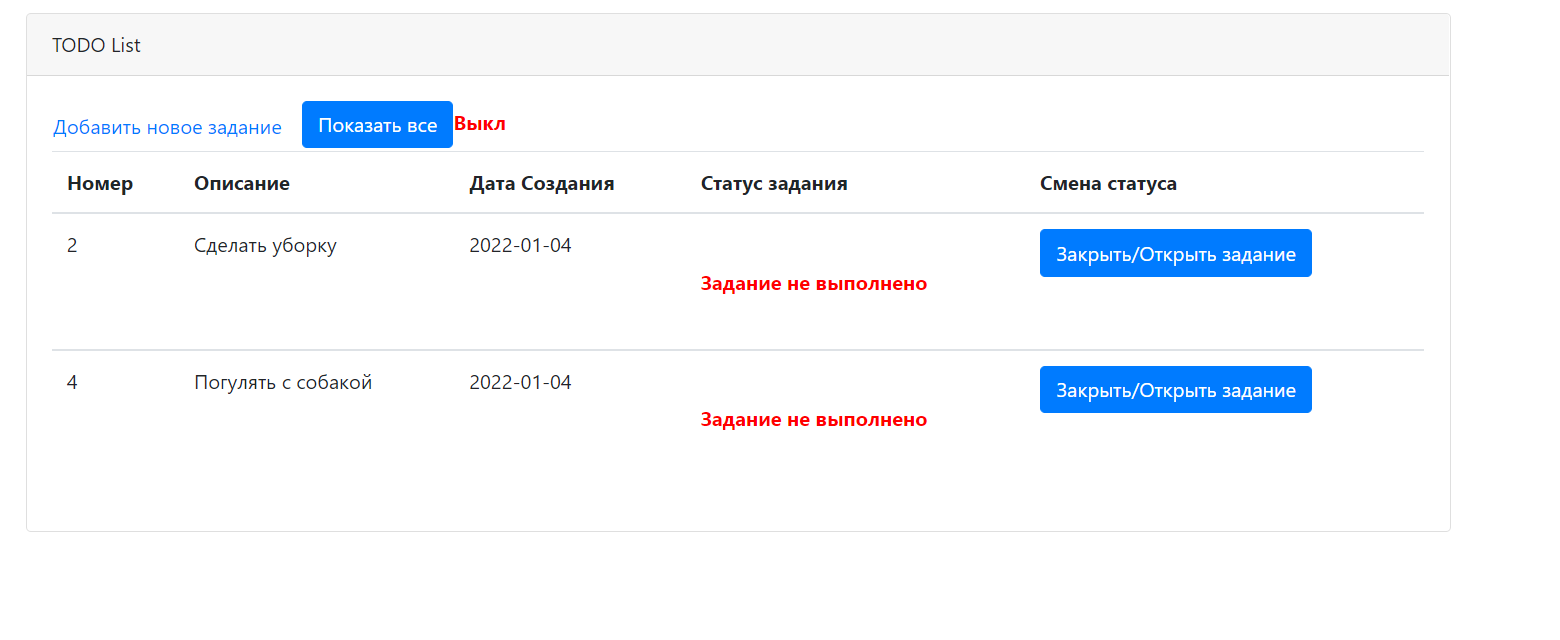 TODO List
Добавить новое задание Показать все Выкл
Номер Описание Дата Создания Статус задания Смена статуса
2 Сделать уборку 2022-01-04 Закрыть/Открыть задание
Задание не выполнено
4 Погулять с собакой 2022-01-04 Закрыть/Открыть задание
Задание не выполнено